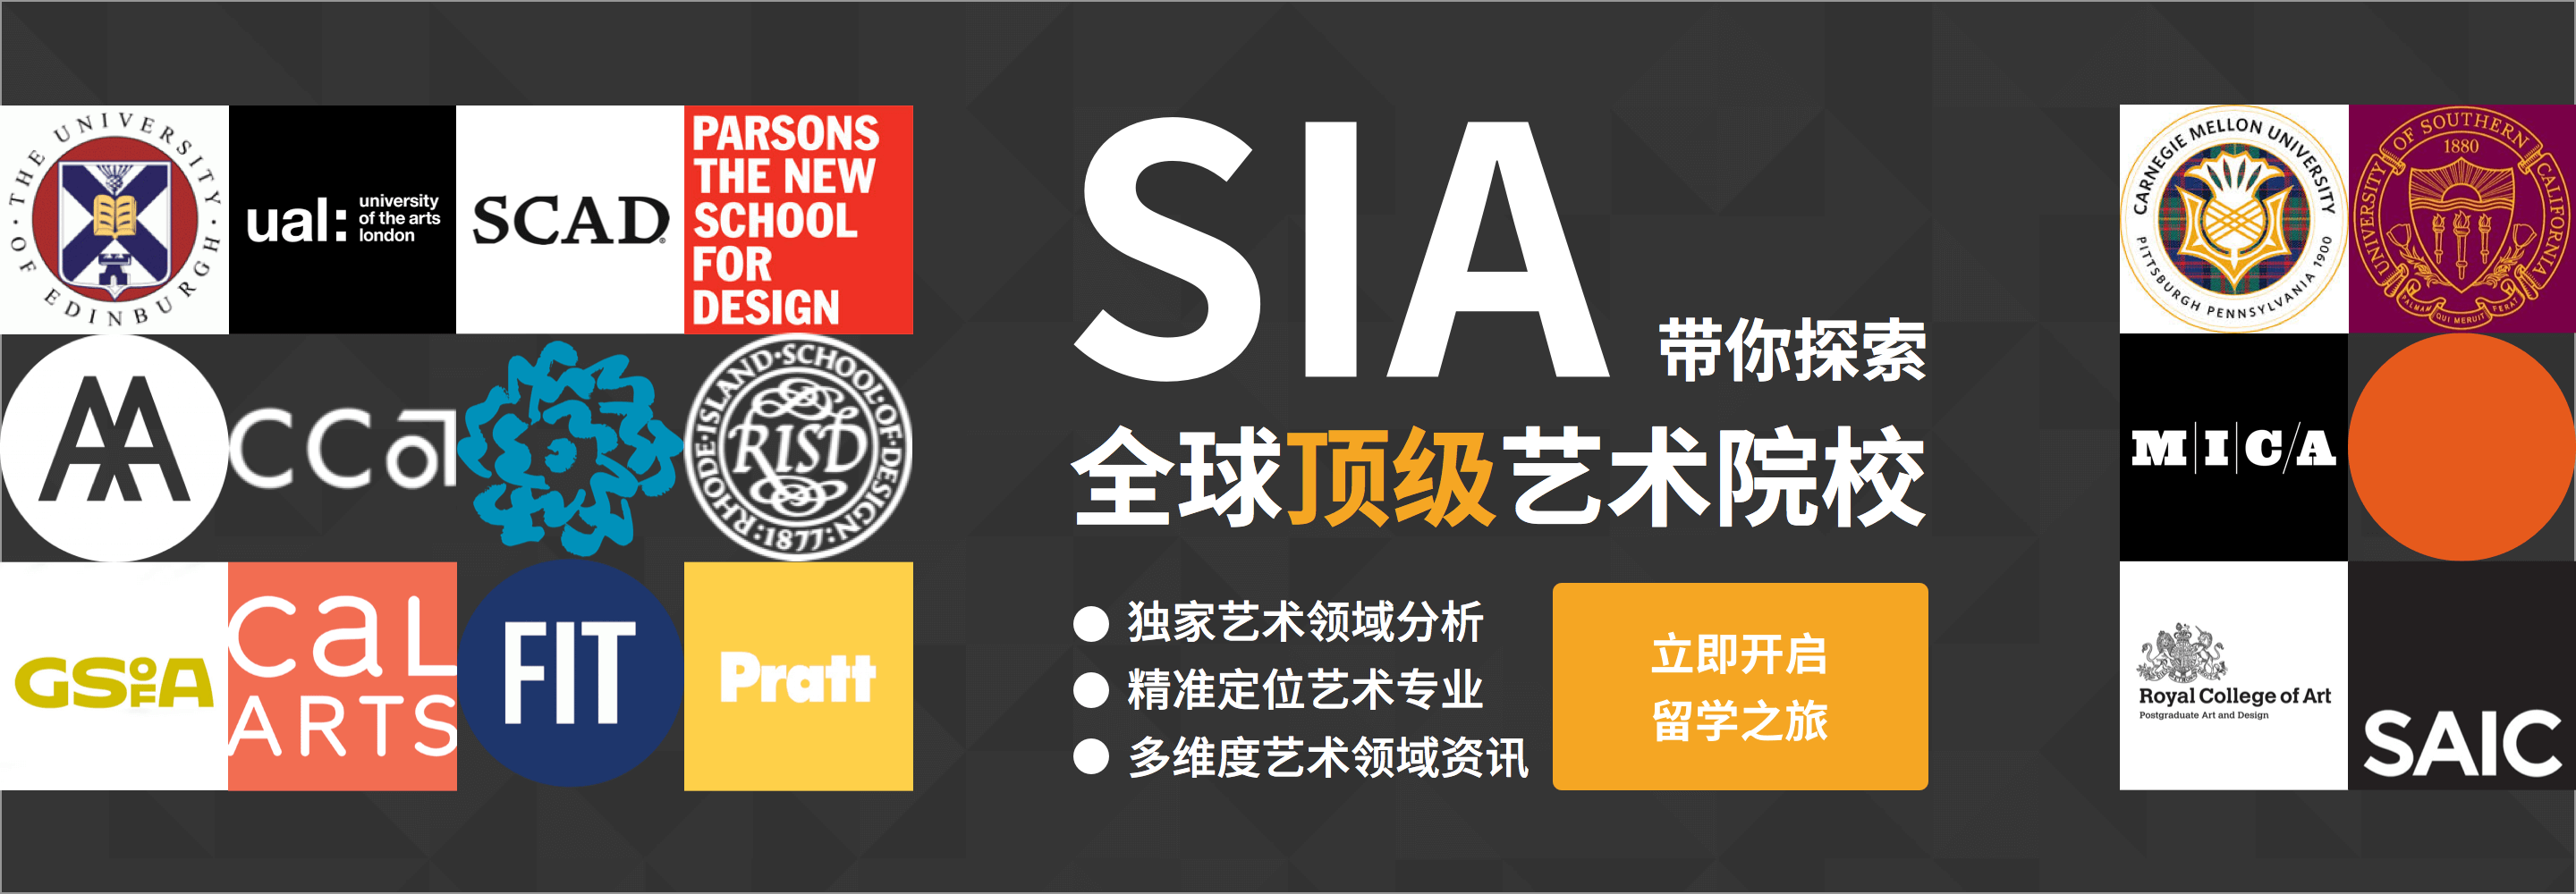 THE UNIVERSITY OF EDINBURGH
ual:
university
of the arts
london
SCAD
PARSONS
THE NEW
SCHOOL
FOR
DESIGN
AA
CCa
RHODE·ISLAND·SCHOOL·OF·DESIGN
RISD
:1877:
GSOFA
CAL
ARTS
FIT
Pratt
SIA 带你探索
全球顶级艺术院校
独家艺术领域分析
精准定位艺术专业
多维度艺术领域资讯
立即开启
留学之旅
CARNEGIE MELLON UNIVERSITY
PITTSBURGH PENNSYLVANIA 1900
UNIVERSITY OF SOUTHERN CALIFORNIA
1880
PALMAM QUI MERUIT FERAT
M|I|C/A
Royal College of Art
Postgraduate Art and Design
SAIC